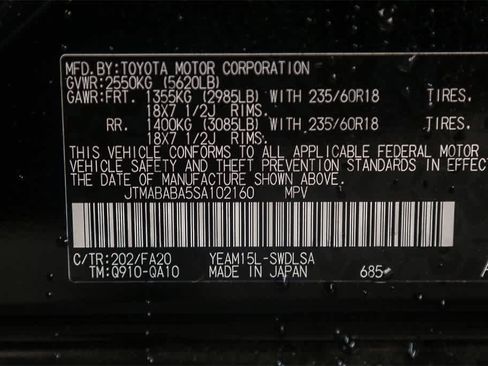 MFD.BY:TOYOTA MOTOR CORPORATION
GVWR:2550KG (5620LB)
GAWR:FRT. 1355KG (2985LB) WITH 235/60R18 TIRES.
18X7 1/2J RIMS.
RR. 1400KG (3085LB) WITH 235/60R18 TIRES.
18X7 1/2J RIMS.
THIS VEHICLE CONFORMS TO ALL APPLICABLE FEDERAL MOTOR
VEHICLE SAFETY AND THEFT PREVENTION STANDARDS IN EFFEC
THE DATE OF MANUFACTURE SHOWN ABOVE.
JTMABABA5SA102160 MPV
C/TR:202/FA20 YEAM15L-SWDLSA
TM:Q910-QA10 MADE IN JAPAN 685